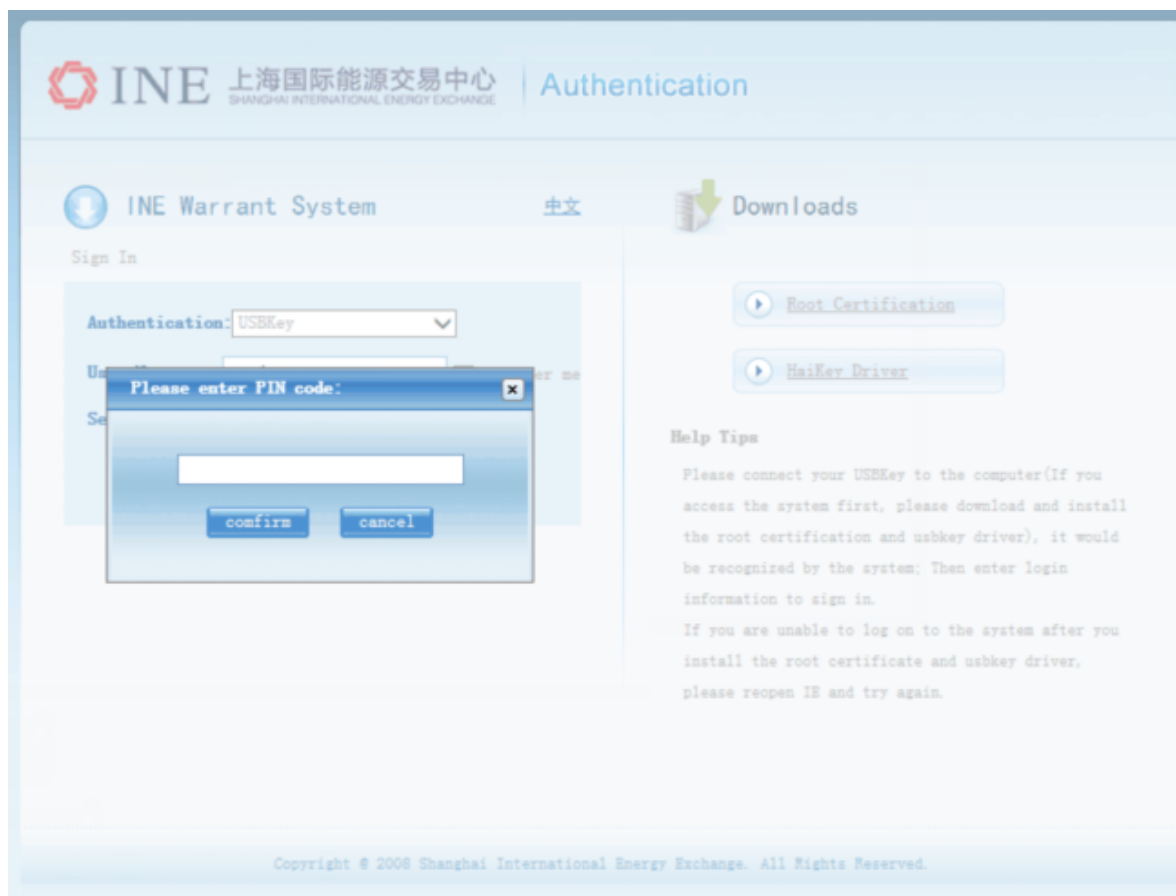 INE 上海国际能源交易中心
SHANGHAI INTERNATIONAL ENERGY EXCHANGE
Authentication
INE Warrant System
中文
Sign In
Authentication:
USBKey
Us
er me
Se
Please enter PIN code:
comfirm
cancel
Downloads
Root Certification
HaiKey Driver
Help Tips
Please connect your USBKey to the computer(If you
access the system first, please download and install
the root certification and usbkey driver), it would
be recognized by the system; Then enter login
information to sign in.
If you are unable to log on to the system after you
install the root certificate and usbkey driver,
please reopen IE and try again.
Copyright © 2008 Shanghai International Energy Exchange. All Rights Reserved.